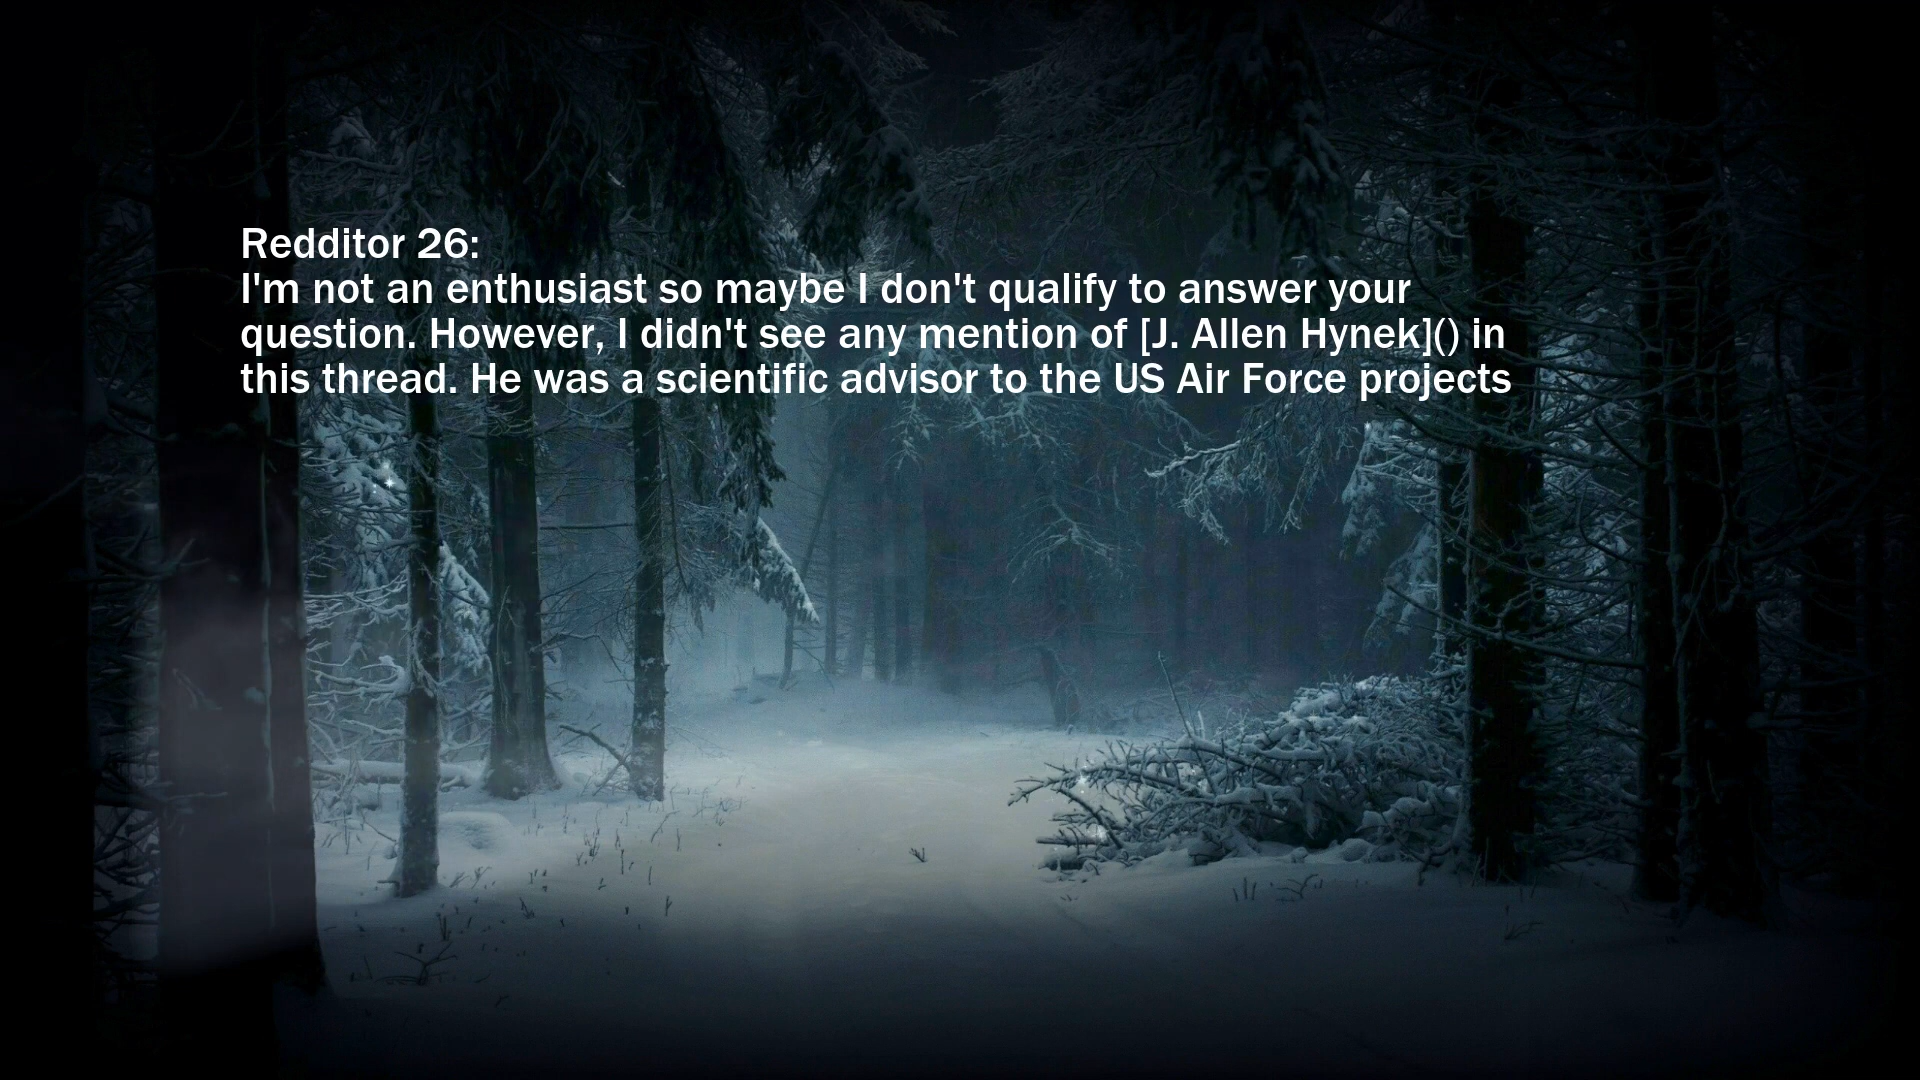 Redditor 26:
I'm not an enthusiast so maybe I don't qualify to answer your
question. However, I didn't see any mention of [J. Allen Hynek]() in
this thread. He was a scientific advisor to the US Air Force projects